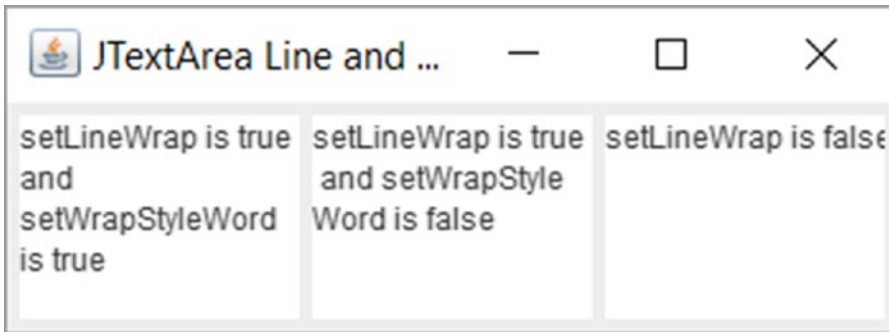 JTextArea Line and ...
setLineWrap is true
and
setWrapStyleWord
is true
setLineWrap is true
and setWrapStyle
Word is false
setLineWrap is false